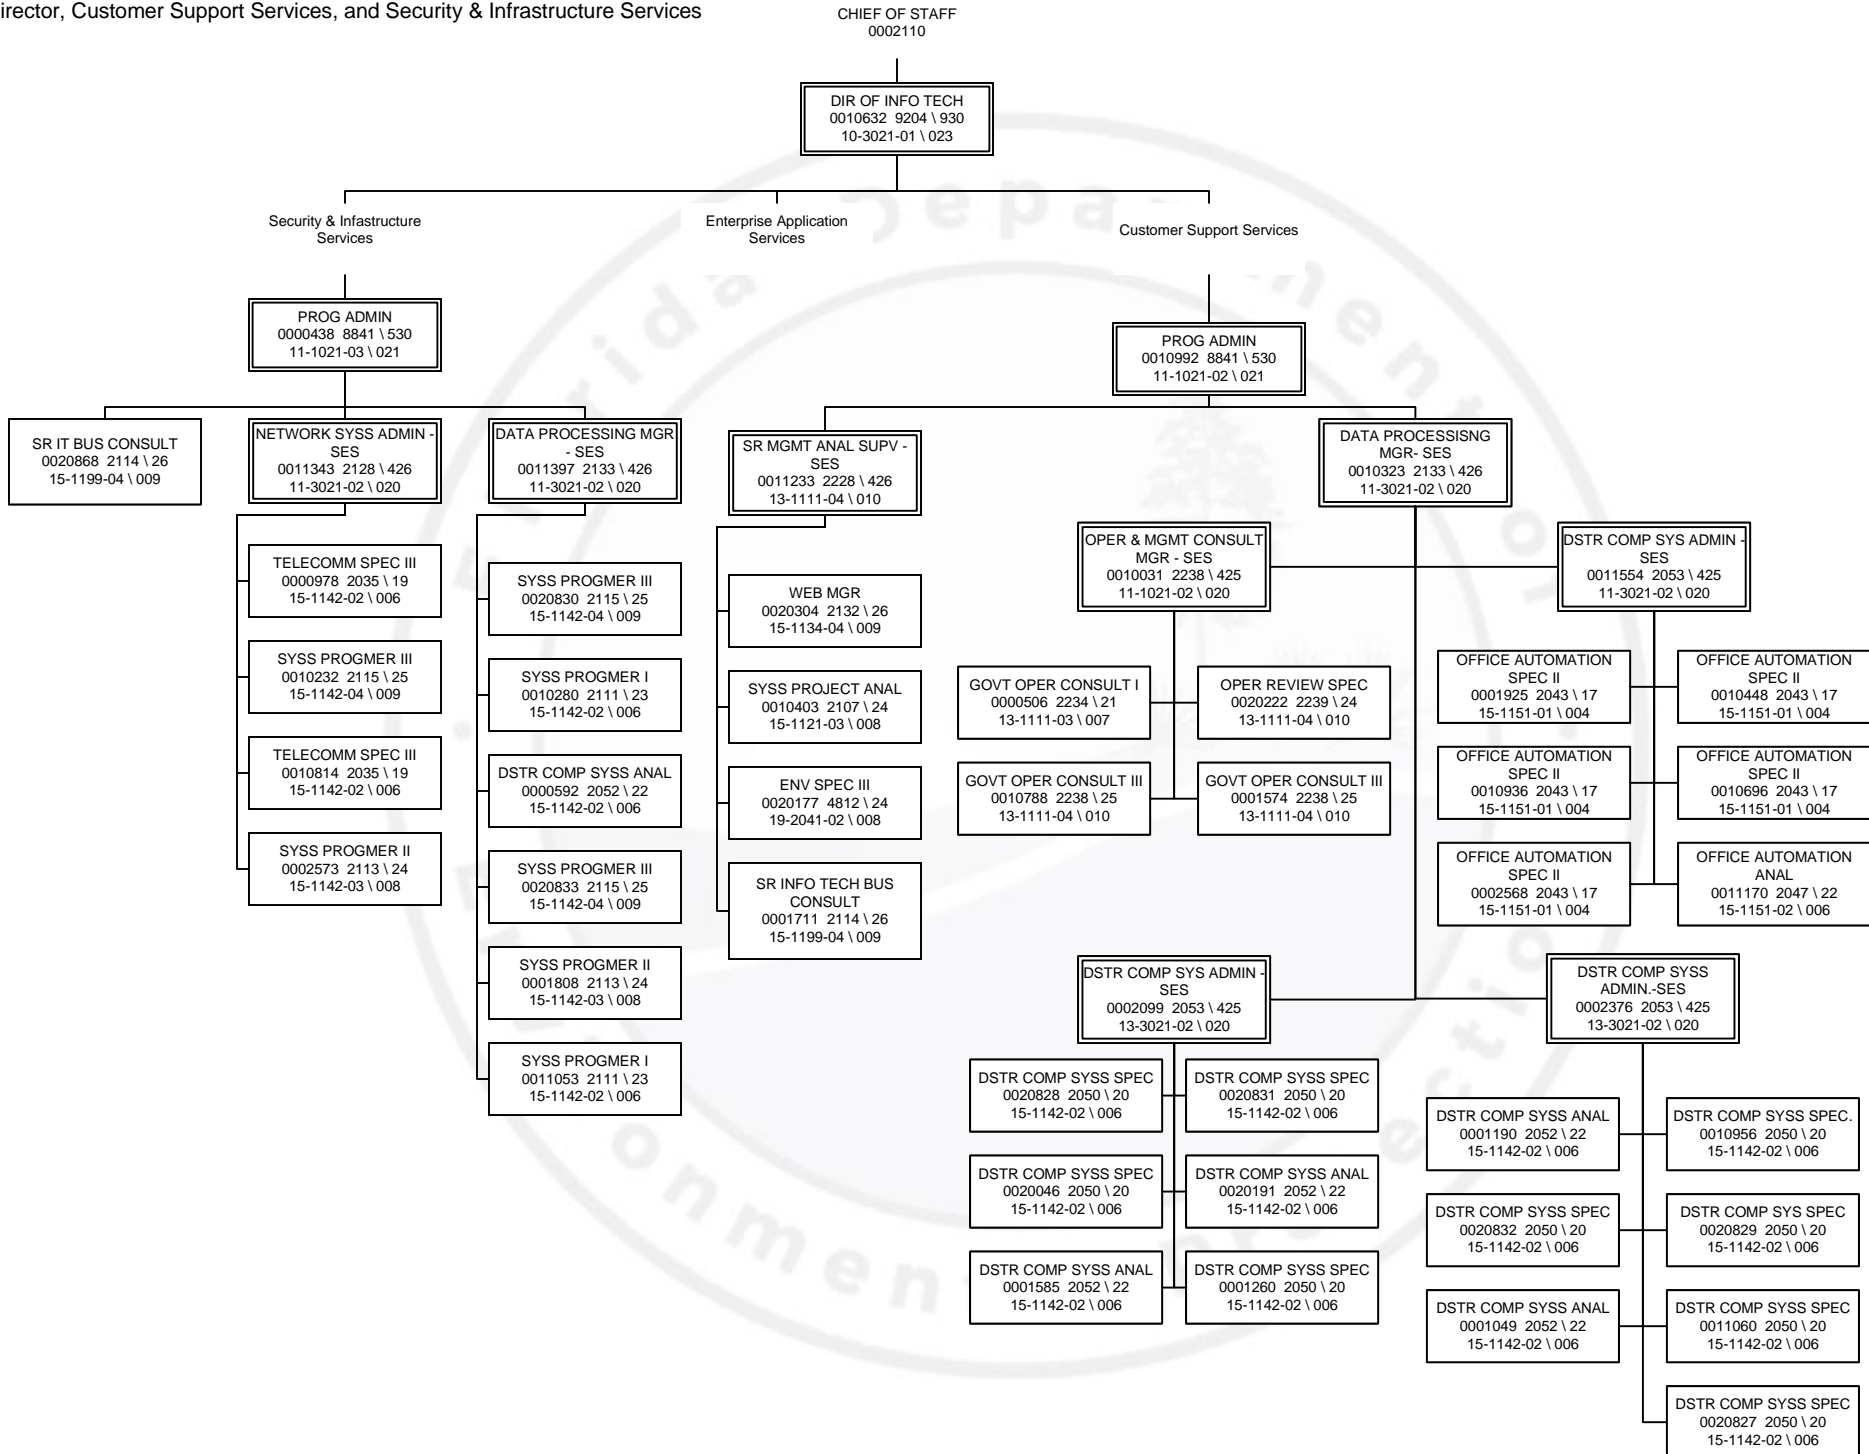 irector, Customer Support Services, and Security & Infrastructure Services
CHIEF OF STAFF
0002110
DIR OF INFO TECH
0010632 9204 \ 930
10-3021-01 \ 023
Security & Infastructure
Services
Enterprise Application
Services
Customer Support Services
PROG ADMIN
0000438 8841 \ 530
11-1021-03 \ 021
PROG ADMIN
0010992 8841 \ 530
11-1021-02 \ 021
SR IT BUS CONSULT
0020868 2114 \ 26
15-1199-04 \ 009
NETWORK SYSS ADMIN -
SES
0011343 2128 \ 426
11-3021-02 \ 020
DATA PROCESSING MGR
- SES
0011397 2133 \ 426
11-3021-02 \ 020
SR MGMT ANAL SUPV -
SES
0011233 2228 \ 426
13-1111-04 \ 010
DATA PROCESSISNG
MGR- SES
0010323 2133 \ 426
11-3021-02 \ 020
TELECOMM SPEC III
0000978 2035 \ 19
15-1142-02 \ 006
SYSS PROGMER III
0010232 2115 \ 25
15-1142-04 \ 009
TELECOMM SPEC III
0010814 2035 \ 19
15-1142-02 \ 006
SYSS PROGMER II
0002573 2113 \ 24
15-1142-03 \ 008
SYSS PROGMER III
0020830 2115 \ 25
15-1142-04 \ 009
SYSS PROGMER I
0010280 2111 \ 23
15-1142-02 \ 006
DSTR COMP SYSS ANAL
0000592 2052 \ 22
15-1142-02 \ 006
SYSS PROGMER III
0020833 2115 \ 25
15-1142-04 \ 009
SYSS PROGMER II
0001808 2113 \ 24
15-1142-03 \ 008
SYSS PROGMER I
0011053 2111 \ 23
15-1142-02 \ 006
WEB MGR
0020304 2132 \ 26
15-1134-04 \ 009
SYSS PROJECT ANAL
0010403 2107 \ 24
15-1121-03 \ 008
ENV SPEC III
0020177 4812 \ 24
19-2041-02 \ 008
SR INFO TECH BUS
CONSULT
0001711 2114 \ 26
15-1199-04 \ 009
OPER & MGMT CONSULT
MGR - SES
0010031 2238 \ 425
11-1021-02 \ 020
DSTR COMP SYS ADMIN -
SES
0011554 2053 \ 425
11-3021-02 \ 020
GOVT OPER CONSULT I
0000506 2234 \ 21
13-1111-03 \ 007
OPER REVIEW SPEC
0020222 2239 \ 24
13-1111-04 \ 010
GOVT OPER CONSULT III
0010788 2238 \ 25
13-1111-04 \ 010
GOVT OPER CONSULT III
0001574 2238 \ 25
13-1111-04 \ 010
OFFICE AUTOMATION
SPEC II
0001925 2043 \ 17
15-1151-01 \ 004
OFFICE AUTOMATION
SPEC II
0010448 2043 \ 17
15-1151-01 \ 004
OFFICE AUTOMATION
SPEC II
0010936 2043 \ 17
15-1151-01 \ 004
OFFICE AUTOMATION
SPEC II
0010696 2043 \ 17
15-1151-01 \ 004
OFFICE AUTOMATION
SPEC II
0002568 2043 \ 17
15-1151-01 \ 004
OFFICE AUTOMATION
ANAL
0011170 2047 \ 22
15-1151-02 \ 006
DSTR COMP SYS ADMIN -
SES
0002099 2053 \ 425
13-3021-02 \ 020
DSTR COMP SYSS
ADMIN.-SES
0002376 2053 \ 425
13-3021-02 \ 020
DSTR COMP SYSS SPEC
0020828 2050 \ 20
15-1142-02 \ 006
DSTR COMP SYSS SPEC
0020831 2050 \ 20
15-1142-02 \ 006
DSTR COMP SYSS SPEC
0020046 2050 \ 20
15-1142-02 \ 006
DSTR COMP SYSS ANAL
0020191 2052 \ 22
15-1142-02 \ 006
DSTR COMP SYSS ANAL
0001585 2052 \ 22
15-1142-02 \ 006
DSTR COMP SYSS SPEC
0001260 2050 \ 20
15-1142-02 \ 006
DSTR COMP SYSS ANAL
0001190 2052 \ 22
15-1142-02 \ 006
DSTR COMP SYSS SPEC.
0010956 2050 \ 20
15-1142-02 \ 006
DSTR COMP SYSS SPEC
0020832 2050 \ 20
15-1142-02 \ 006
DSTR COMP SYS SPEC
0020829 2050 \ 20
15-1142-02 \ 006
DSTR COMP SYSS ANAL
0001049 2052 \ 22
15-1142-02 \ 006
DSTR COMP SYSS SPEC
0011060 2050 \ 20
15-1142-02 \ 006
DSTR COMP SYSS SPEC
0020827 2050 \ 20
15-1142-02 \ 006